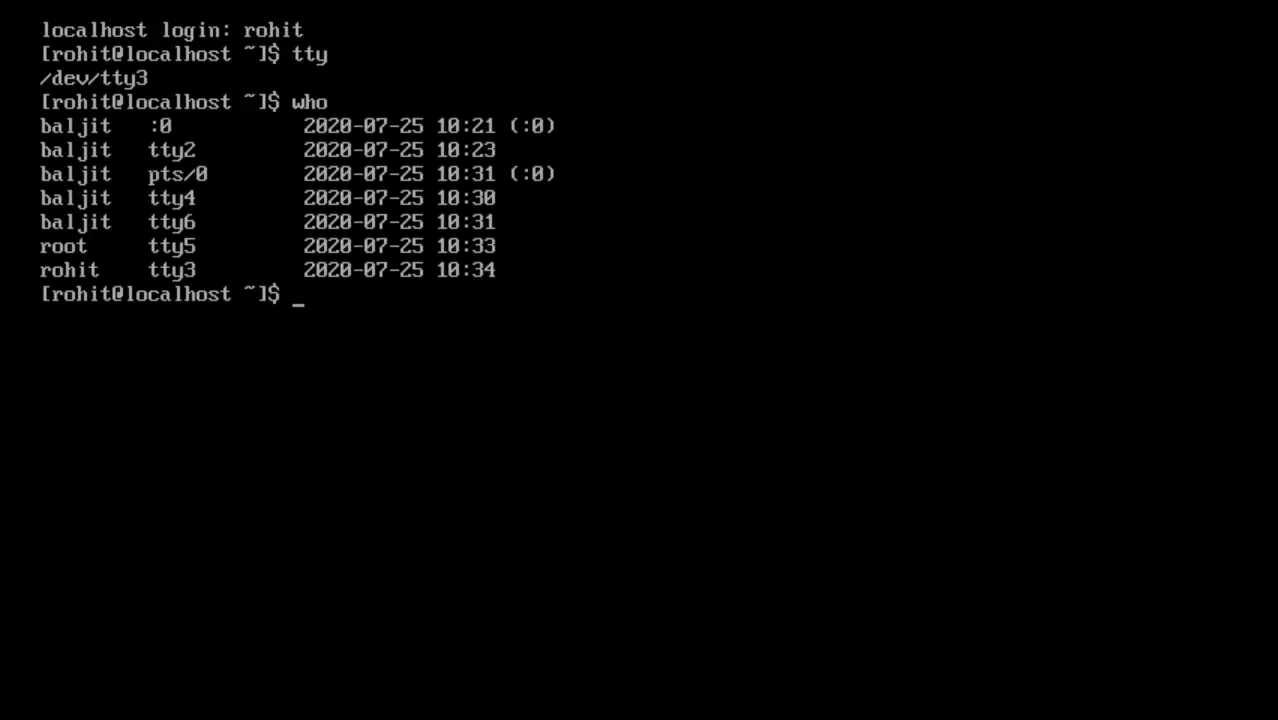 localhost login: rohit
[rohit@localhost ~]$ tty
/dev/tty3
[rohit@localhost ~]$ who
baljit   :0           2020-07-25 10:21 (:0)
baljit   tty2         2020-07-25 10:23
baljit   pts/0        2020-07-25 10:31 (:0)
baljit   tty4         2020-07-25 10:30
baljit   tty6         2020-07-25 10:31
root     tty5         2020-07-25 10:33
rohit    tty3         2020-07-25 10:34
[rohit@localhost ~]$ _